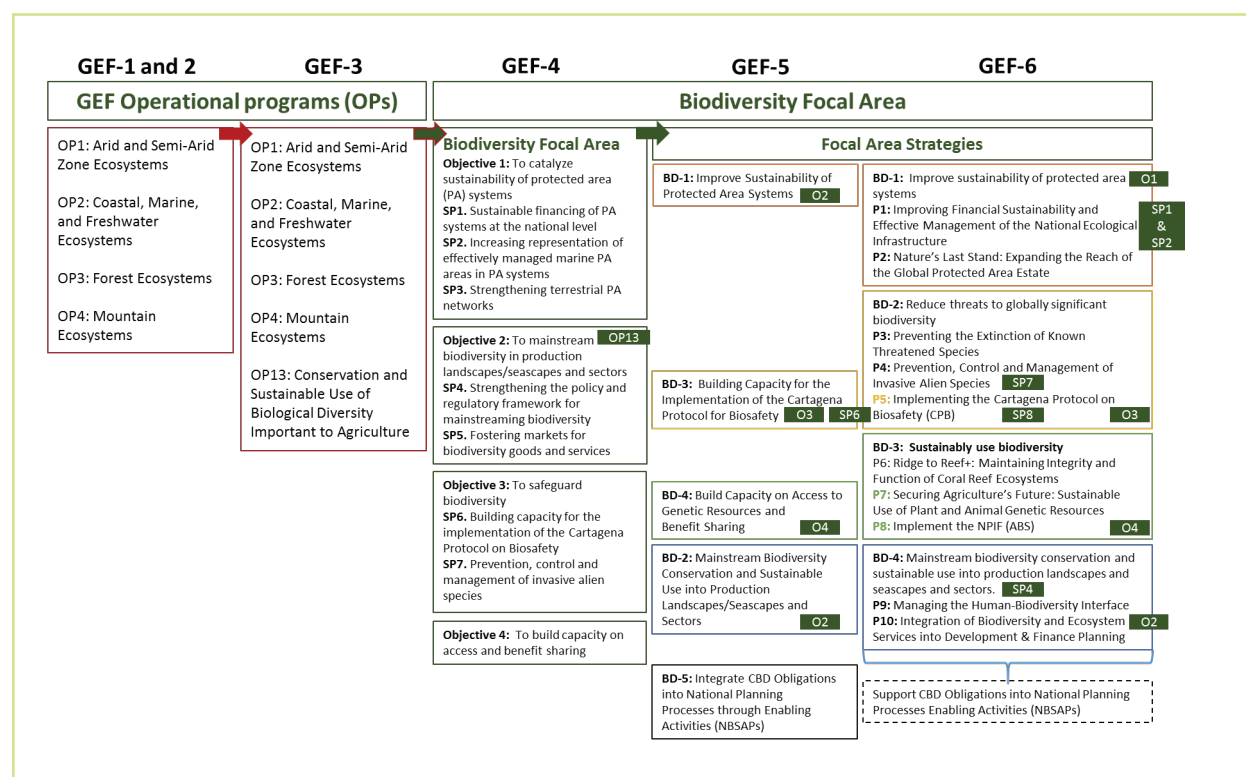 GEF-1 and 2
GEF-3
GEF-4
GEF-5
GEF-6
GEF Operational programs (OPs)
Biodiversity Focal Area
OP1: Arid and Semi-Arid
Zone Ecosystems
OP2: Coastal, Marine,
and Freshwater
Ecosystems
OP3: Forest Ecosystems
OP4: Mountain
Ecosystems
OP1: Arid and Semi-Arid
Zone Ecosystems
OP2: Coastal, Marine,
and Freshwater
Ecosystems
OP3: Forest Ecosystems
OP4: Mountain
Ecosystems
OP13: Conservation and
Sustainable Use of
Biological Diversity
Important to Agriculture
Biodiversity Focal Area
Objective 1: To catalyze
sustainability of protected area
(PA) systems
SP1. Sustainable financing of PA
systems at the national level
SP2. Increasing representation of
effectively managed marine PA
areas in PA systems
SP3. Strengthening terrestrial PA
networks
Objective 2: To mainstream OP13
biodiversity in production
landscapes/seascapes and sectors
SP4. Strengthening the policy and
regulatory framework for
mainstreaming biodiversity
SP5. Fostering markets for
biodiversity goods and services
Objective 3: To safeguard
biodiversity
SP6. Building capacity for the
implementation of the Cartagena
Protocol on Biosafety
SP7. Prevention, control and
management of invasive alien
species
Objective 4: To build capacity on
access and benefit sharing
Focal Area Strategies
BD-1: Improve Sustainability of
Protected Area Systems O2
BD-3: Building Capacity for the
Implementation of the Cartagena
Protocol for Biosafety O3 SP6
BD-4: Build Capacity on Access to
Genetic Resources and
Benefit Sharing O4
BD-2: Mainstream Biodiversity
Conservation and Sustainable
Use into Production
Landscapes/Seascapes and
Sectors O2
BD-5: Integrate CBD Obligations
into National Planning
Processes through Enabling
Activities (NBSAPs)
BD-1: Improve sustainability of protected area O1
systems
P1: Improving Financial Sustainability and
Effective Management of the National Ecological
Infrastructure
P2: Nature's Last Stand: Expanding the Reach of
the Global Protected Area Estate
SP1
&
SP2
BD-2: Reduce threats to globally significant
biodiversity
P3: Preventing the Extinction of Known
Threatened Species
P4: Prevention, Control and Management of
Invasive Alien Species SP7
P5: Implementing the Cartagena Protocol on
Biosafety (CPB) SP8 O3
BD-3: Sustainably use biodiversity
P6: Ridge to Reef+: Maintaining Integrity and
Function of Coral Reef Ecosystems
P7: Securing Agriculture's Future: Sustainable
Use of Plant and Animal Genetic Resources
P8: Implement the NPIF (ABS) O4
BD-4: Mainstream biodiversity conservation and
sustainable use into production landscapes and
seascapes and sectors. SP4
P9: Managing the Human-Biodiversity Interface
P10: Integration of Biodiversity and Ecosystem O2
Services into Development & Finance Planning
Support CBD Obligations into National Planning
Processes Enabling Activities (NBSAPs)